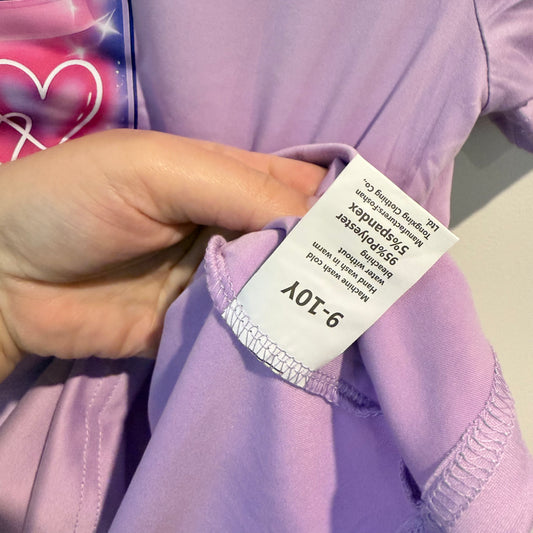 9-10Y
Machine wash cold
Hand wash in warm
water without
bleaching
95%Polyester
5%spandex
Manufacturers:Foshan
Tongxing Clothing Co.,
Ltd.